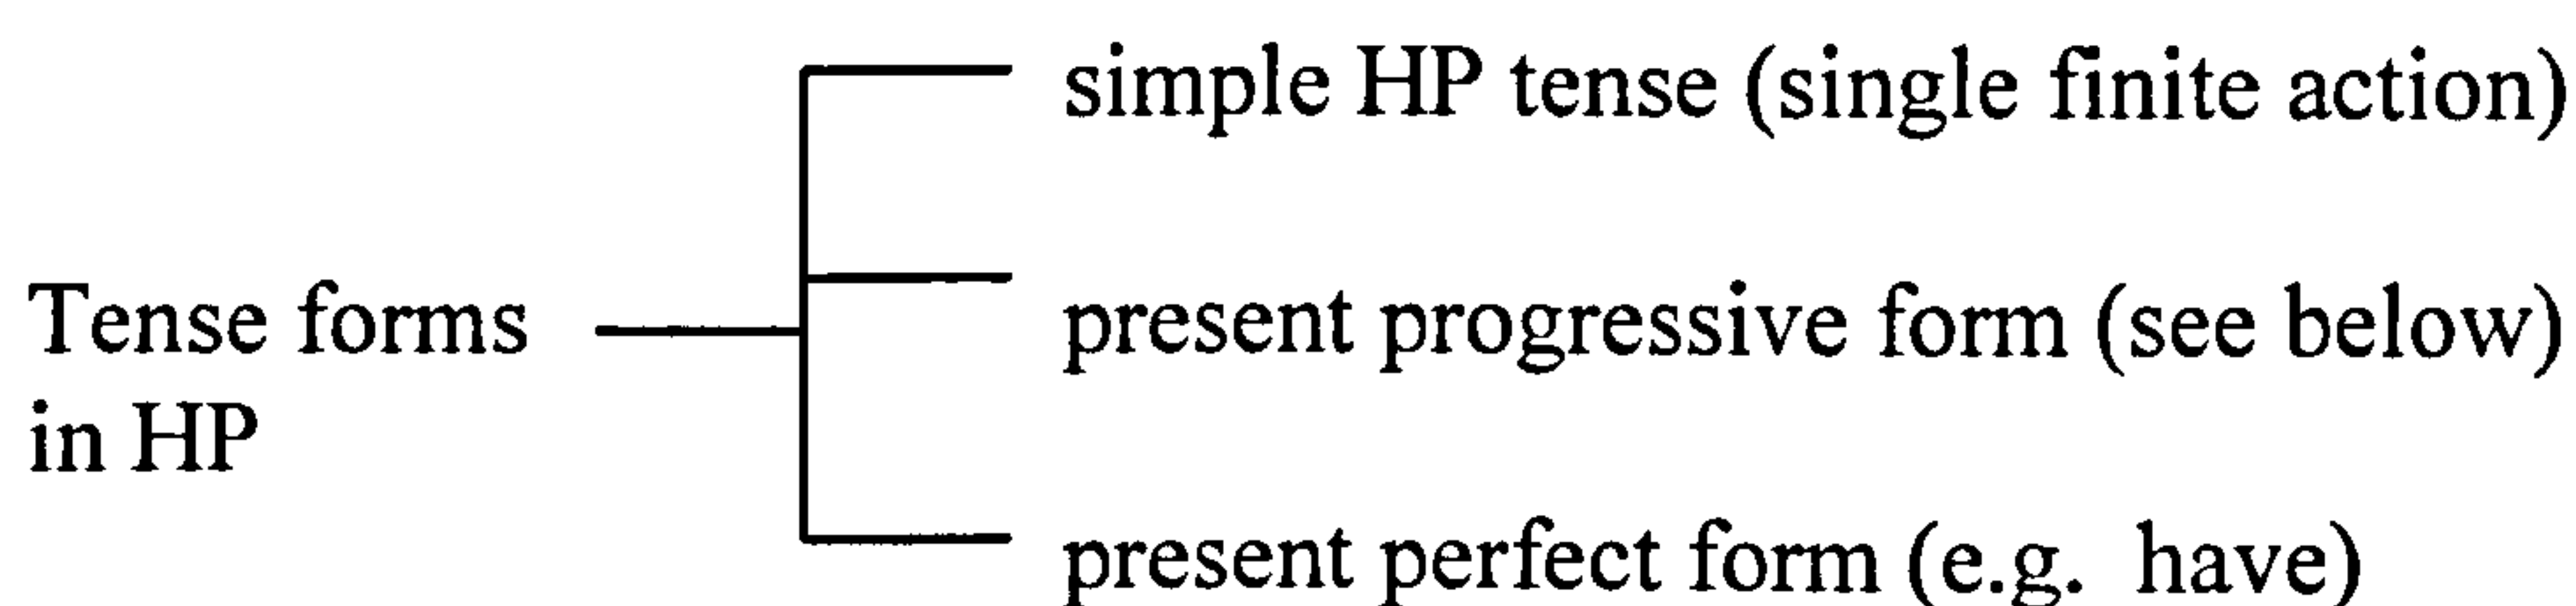 simple HP tense (single finite action)
Tense forms
in HP
present progressive form (see below)
present perfect form (e.g. have)